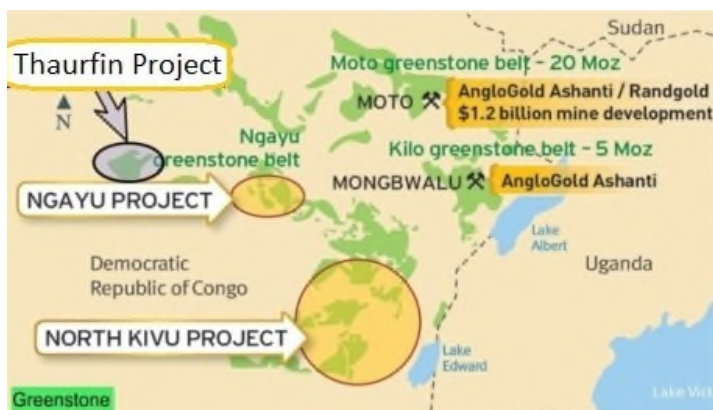 Sudan
Thaurfin Project
Moto greenstone belt – 20 Moz
AngloGold Ashanti / Randgold
$1.2 billion mine development
MOTO
N
Ngayu
greenstone belt
Kilo greenstone belt – 5 Moz
MONGBWALU
AngloGold Ashanti
NGAYU PROJECT
Lake
Albert
Democratic
Republic of Congo
Uganda
NORTH KIVU PROJECT
Lake
Edward
Greenstone
Lake Vic